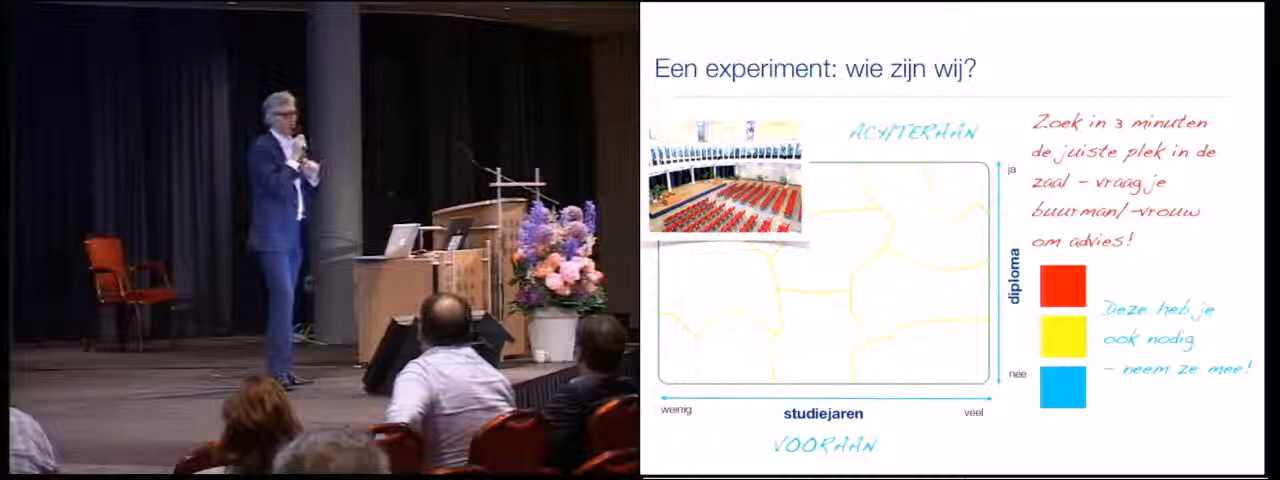 Een experiment: wie zijn wij?
ACHTERAAN
ja
diploma
nee
weinig
studiejaren
veel
VOORAAN
Zoek in 3 minuten
de juiste plek in de
zaal – vraag je
buurman/-vrouw
om advies!
Deze heb je
ook nodig
– neem ze mee!